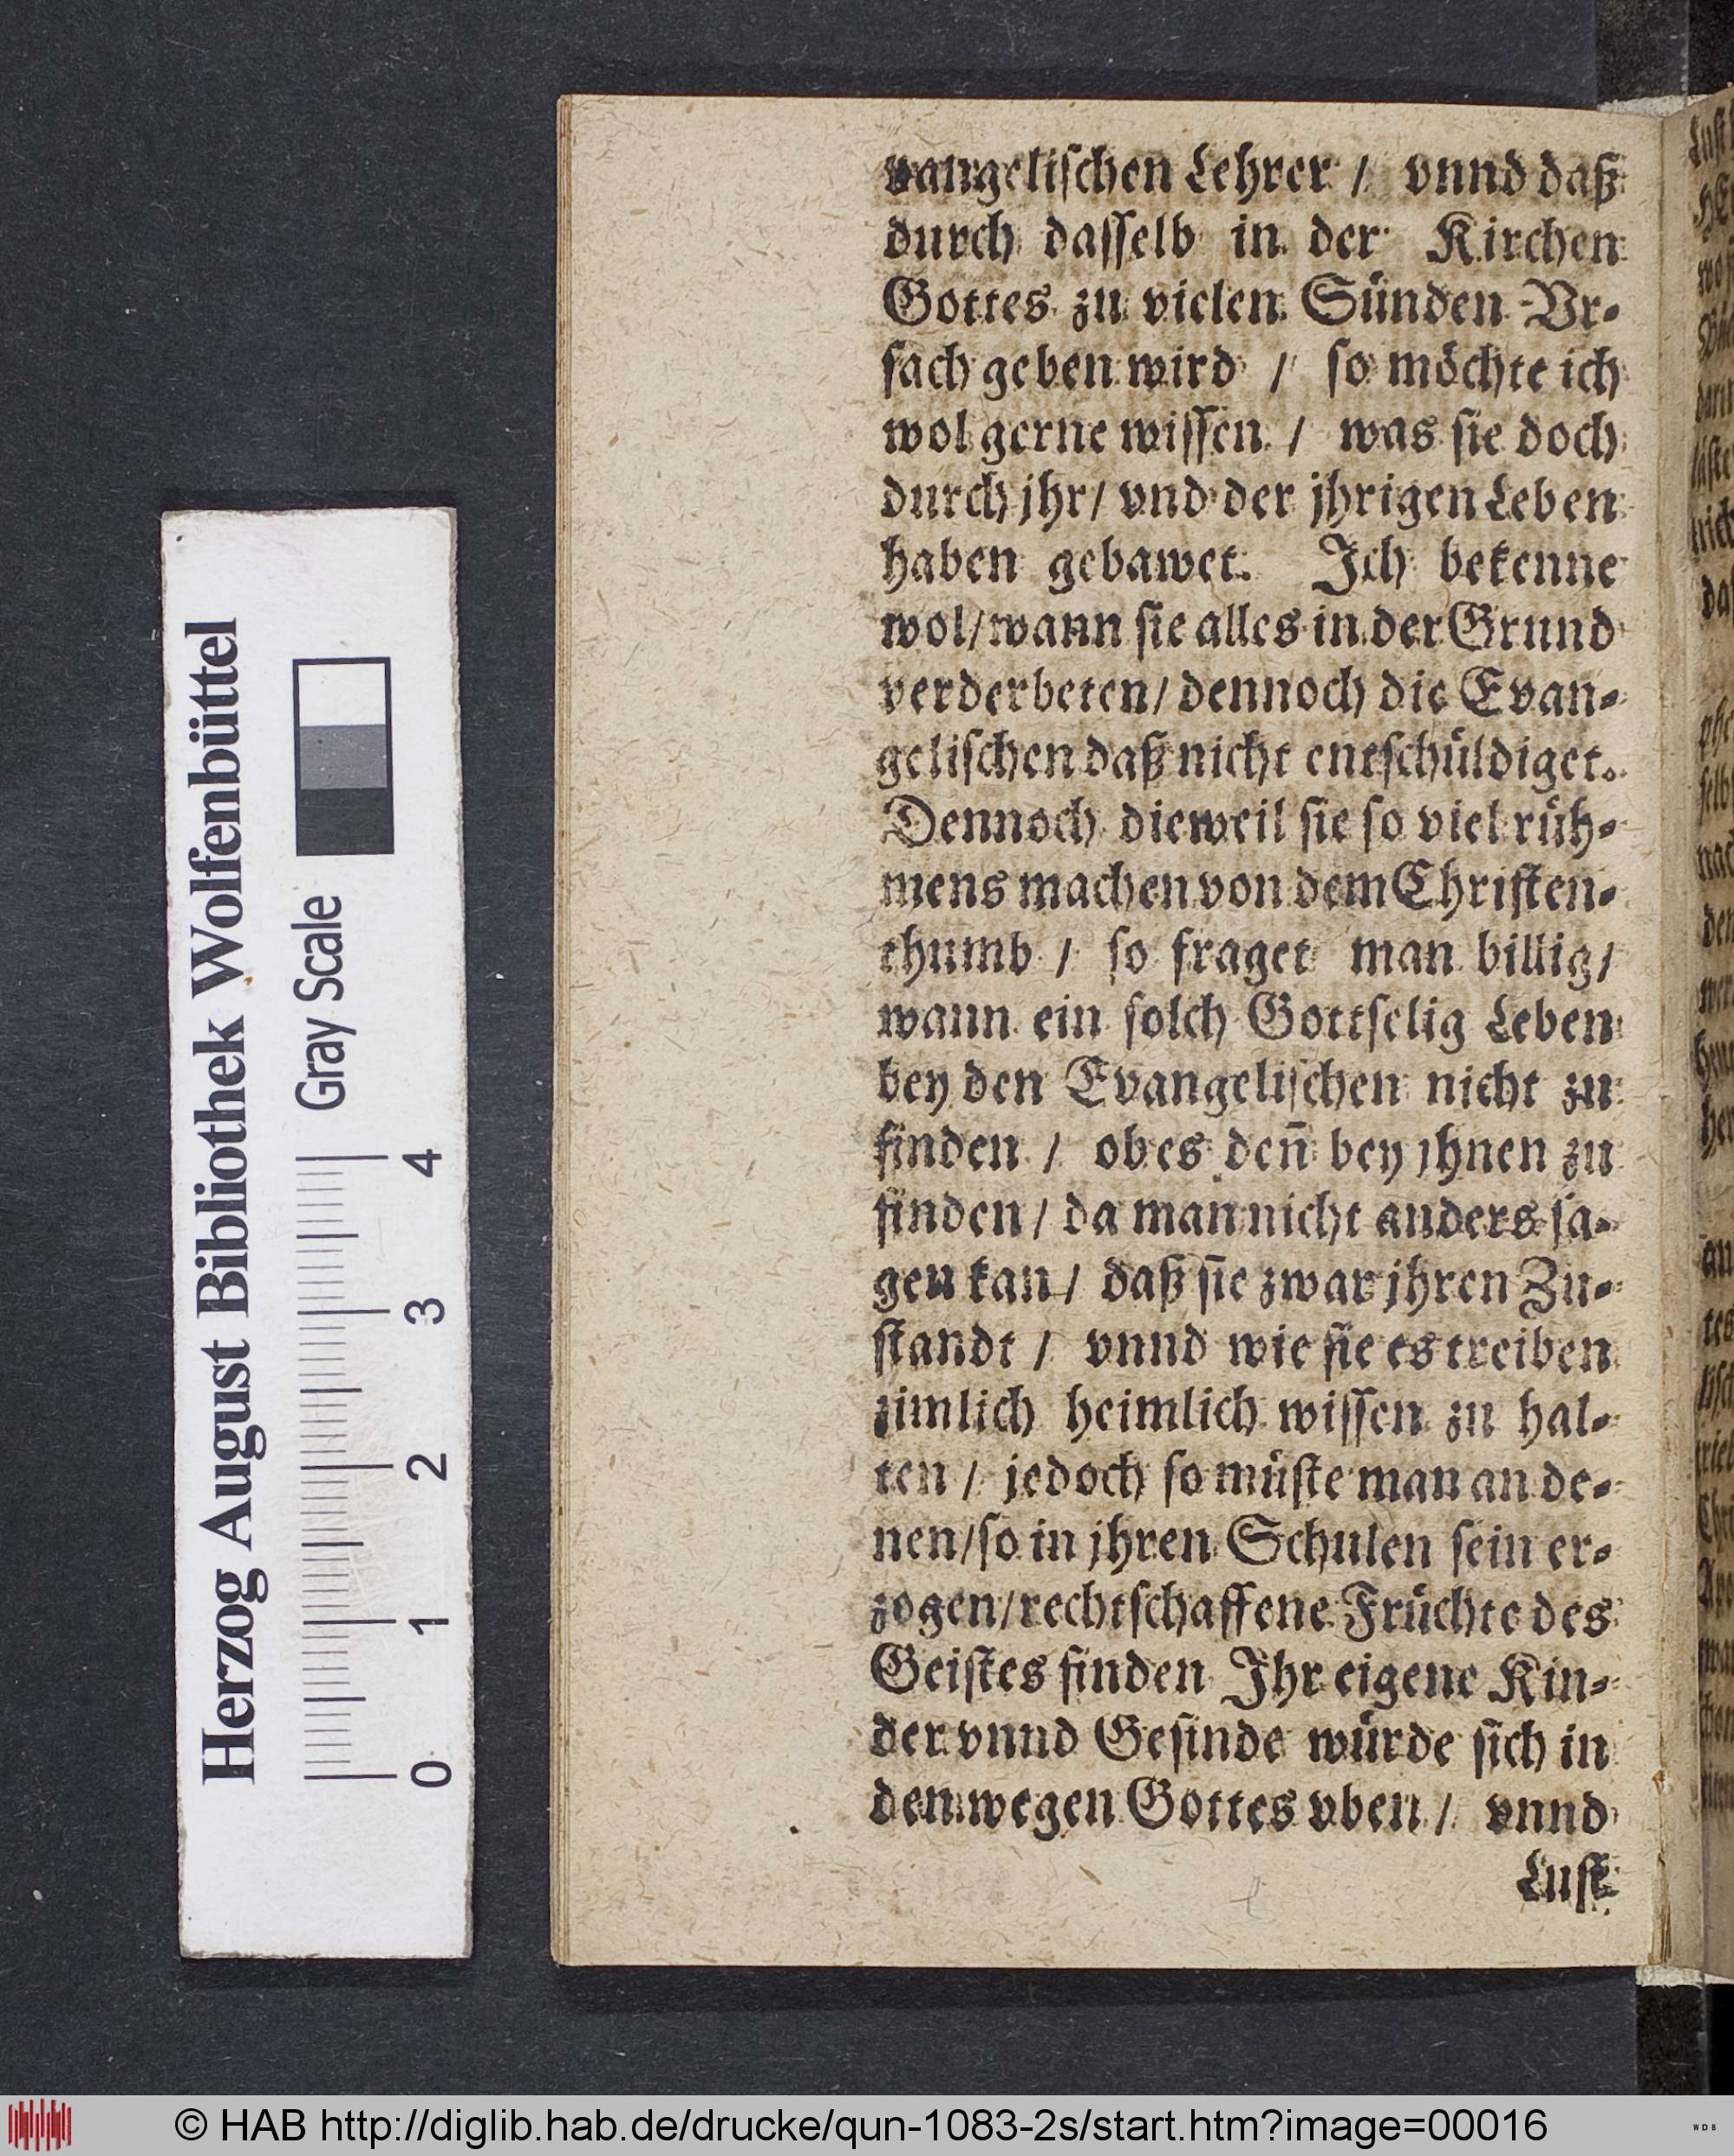 vangelischen Lehrer / vnnd daß
durch dasselb in der Kirchen
Gottes zu vielen Sünden Vr-
sach geben wird / so möchte ich
wol gerne wissen / was sie doch
durch jhr / vnd der jhrigen Leben
haben gebawet. Ich bekenne
wol / wann sie alles in der Grund
verderbeten / dennoch die Evan-
gelischen daß nicht entschüldiget.
Dennoch dieweil sie so viel rüh-
mens machen von dem Christen-
thumb / so fraget man billig /
wann ein solch Gottselig Leben
bey den Evangelischen nicht zu
finden / ob es deñ bey jhnen zu
finden / da man nicht anders sa-
gen kan / daß sie zwar jhren Zu-
standt / vnnd wie sie es treiben
zimlich heimlich wissen zu hal-
ten / jedoch so müste man an de-
nen / so in jhren Schulen sein er-
zogen / rechtschaffene Früchte des
Geistes finden Ihr eigene Kin-
der vnnd Gesinde würde sich in
den wegen Gottes vben / vnnd
Lust
Herzog August Bibliothek Wolfenbüttel
Gray Scale
0 1 2 3 4
© HAB http://diglib.hab.de/drucke/qun-1083-2s/start.htm?image=00016
WDB